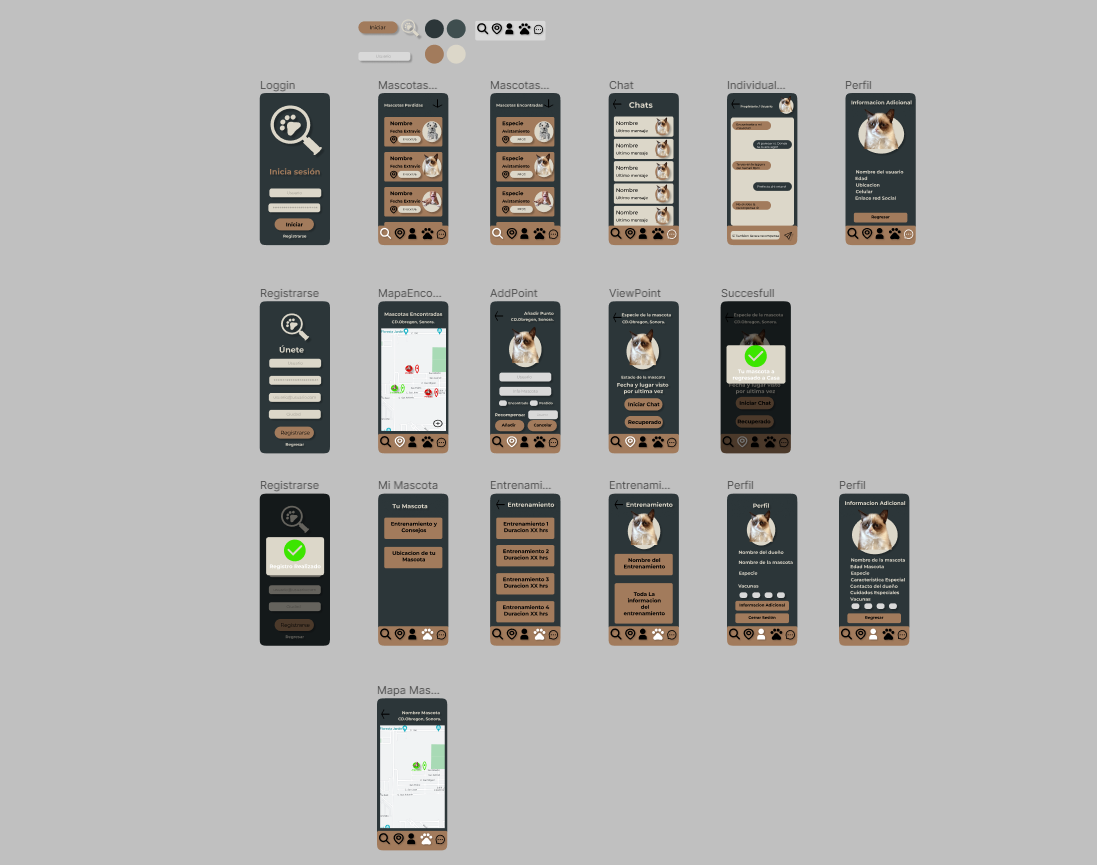 Iniciar
Loggin
Inicia sesión
Iniciar
Registrarse
Mascotas...
Mascotas Perdidas
Nombre
Fecha Extravio
Nombre
Fecha Extravio
Nombre
Fecha Extravio
Mascotas...
Mascotas Encontradas
Especie
Avistamiento
Especie
Avistamiento
Especie
Avistamiento
Chat
Chats
Nombre
Ultimo mensaje
Nombre
Ultimo mensaje
Nombre
Ultimo mensaje
Nombre
Ultimo mensaje
Nombre
Ultimo mensaje
Individual...
Perfil
Informacion Adicional
Nombre del usuario
Edad
Ubicacion
Celular
Enlace red Social
Regresar
Registrarse
Únete
Registrarse
Regresar
MapaEnco...
Mascotas Encontradas
CD.Obregon, Sonora.
AddPoint
Añadir Punto
CD.Obregon, Sonora.
Encontrado
Perdido
Recompensa:
Añadir
Cancelar
ViewPoint
Especie de la mascota
CD.Obregon, Sonora.
Estado de la mascota
Fecha y lugar visto
por ultima vez
Iniciar Chat
Recuperado
Succesfull
Especie de la mascota
CD.Obregon, Sonora.
Tu mascota a
regresado a Casa
Fecha y lugar visto
por ultima vez
Iniciar Chat
Recuperado
Registrarse
Registro Realizado
Registrarse
Regresar
Mi Mascota
Tu Mascota
Entrenamiento y
Consejos
Ubicacion de tu
Mascota
Entrenami...
Entrenamiento
Entrenamiento 1
Duracion XX hrs
Entrenamiento 2
Duracion XX hrs
Entrenamiento 3
Duracion XX hrs
Entrenamiento 4
Duracion XX hrs
Entrenami...
Entrenamiento
Nombre del
Entrenamiento
Toda La
informacion
del
entrenamiento
Perfil
Perfil
Nombre del dueño
Nombre de la mascota
Especie
Vacunas
Informacion Adicional
Cerrar Sesión
Perfil
Informacion Adicional
Nombre de la mascota
Edad Mascota
Especie
Caracteristica Especial
Contacto del dueño
Cuidados Especiales
Vacunas
Regresar
Mapa Mas...
Nombre Mascota
CD.Obregon, Sonora.